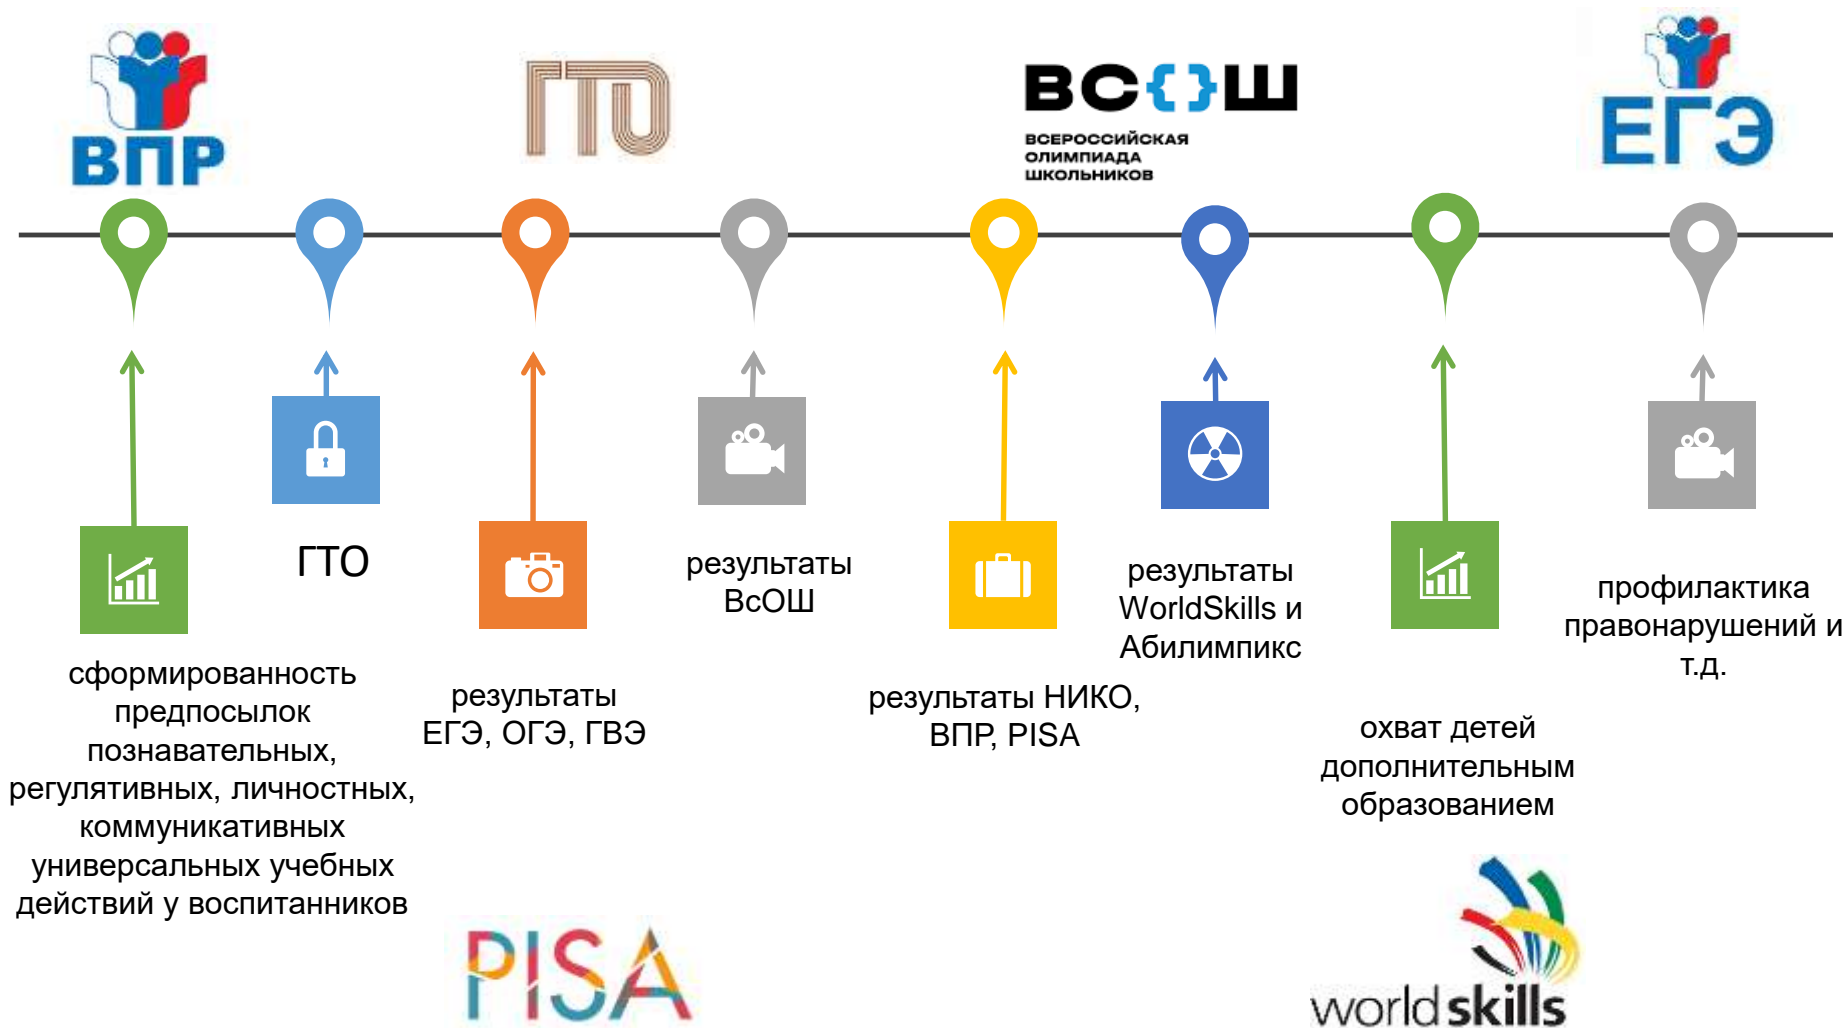 ВПР
ГТО
ВС{}Ш
ВСЕРОССИЙСКАЯ
ОЛИМПИАДА
ШКОЛЬНИКОВ
ЕГЭ
сформированность
предпосылок
познавательных,
регулятивных, личностных,
коммуникативных
универсальных учебных
действий у воспитанников
ГТО
результаты
ЕГЭ, ОГЭ, ГВЭ
результаты
ВсОШ
результаты НИКО,
ВПР, PISA
результаты
WorldSkills и
Абилимпикс
охват детей
дополнительным
образованием
профилактика
правонарушений и
т.д.
PISA
worldskills